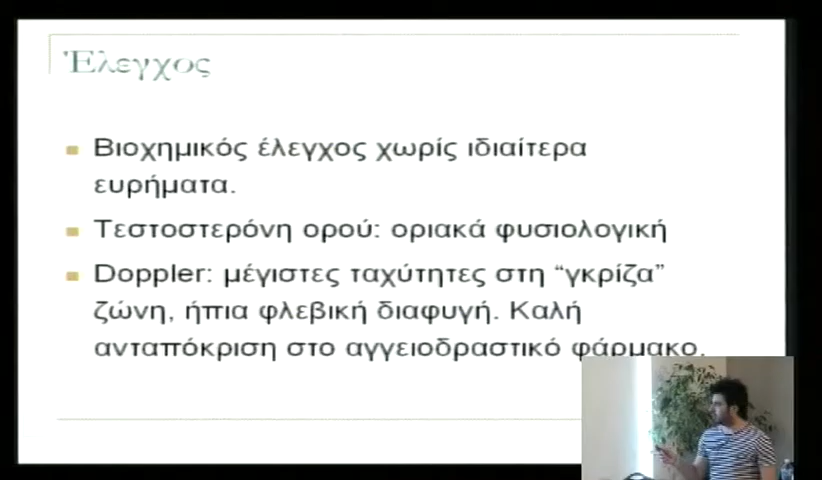 Έλεγχος
Βιοχημικός έλεγχος χωρίς ιδιαίτερα
ευρήματα.
Τεστοστερόνη ορού: οριακά φυσιολογική
Doppler: μέγιστες ταχύτητες στη “γκρίζα”
ζώνη, ήπια φλεβική διαφυγή. Καλή
ανταπόκριση στο αγγειοδραστικό φάρμακο.